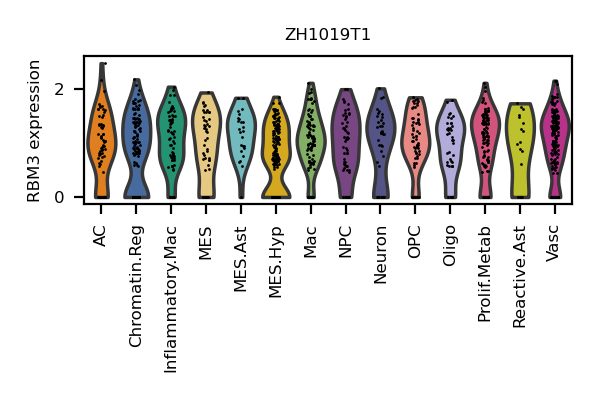 ZH1019T1
RBM3 expression
2
0
AC
Chromatin.Reg
Inflammatory.Mac
MES
MES.Ast
MES.Hyp
Mac
NPC
Neuron
OPC
Oligo
Prolif.Metab
Reactive.Ast
Vasc